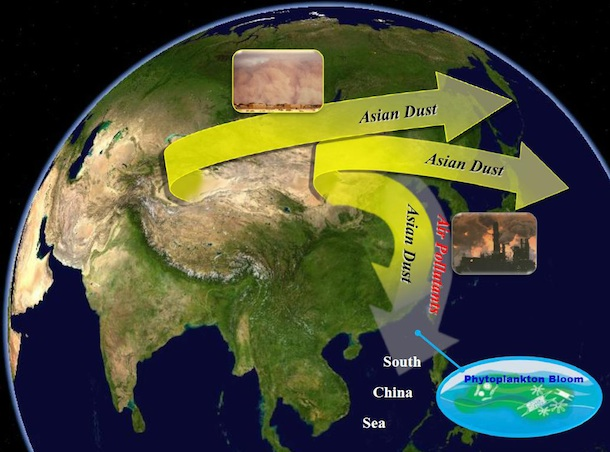 Asian Dust
Asian Dust
Asian Dust
Air Pollutants
South
China
Sea
Phytoplankton Bloom